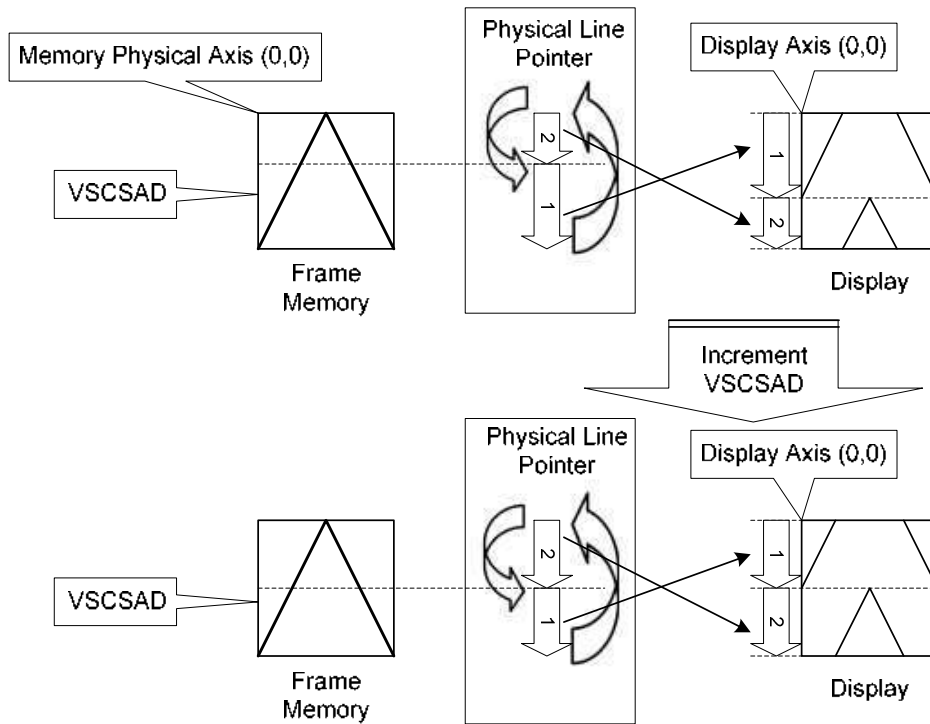 Memory Physical Axis (0,0)
Physical Line
Pointer
Display Axis (0,0)
VSCSAD
2
1
1
2
Frame
Memory
Display
Increment
VSCSAD
Physical Line
Pointer
Display Axis (0,0)
VSCSAD
2
1
1
2
Frame
Memory
Display